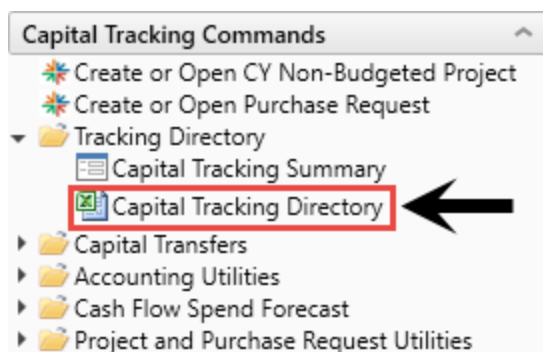 Capital Tracking Commands
Create or Open CY Non-Budgeted Project
Create or Open Purchase Request
Tracking Directory
Capital Tracking Summary
Capital Tracking Directory
Capital Transfers
Accounting Utilities
Cash Flow Spend Forecast
Project and Purchase Request Utilities